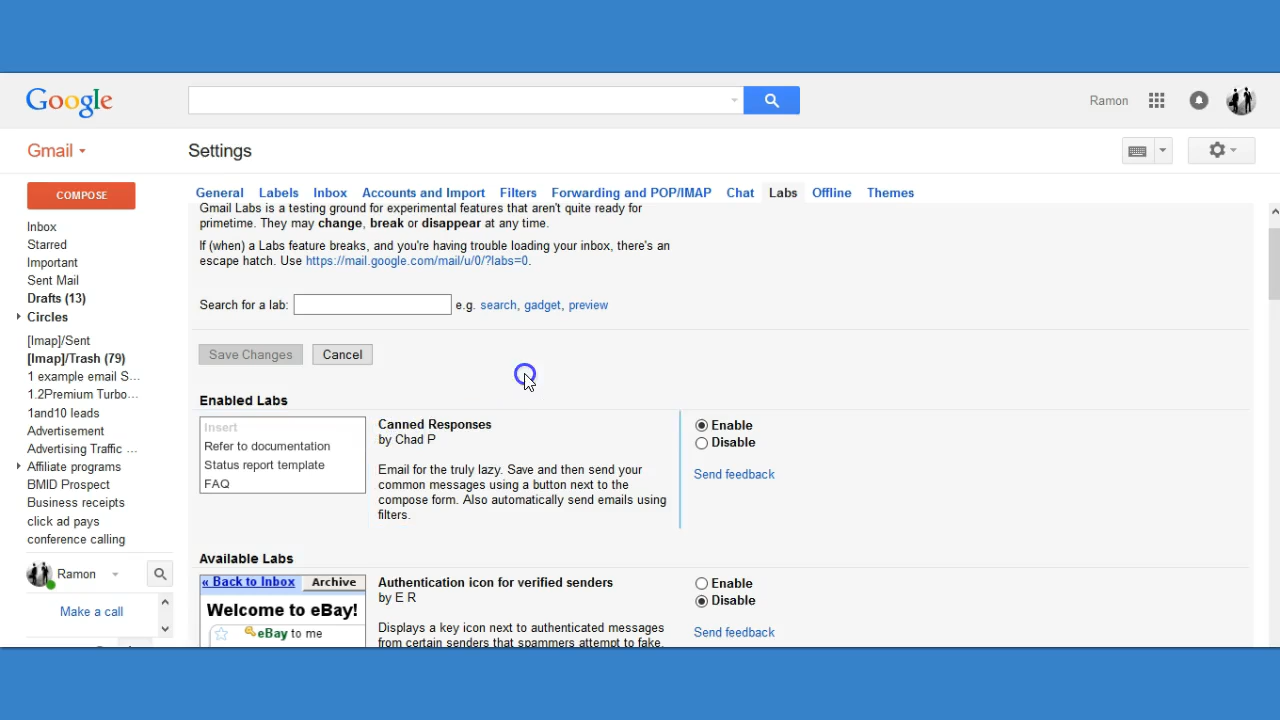 Google
Ramon
Gmail
Settings
COMPOSE
General Labels Inbox Accounts and Import Filters Forwarding and POP/IMAP Chat Labs Offline Themes
Inbox
Starred
Important
Sent Mail
Drafts (13)
Circles
[Imap]/Sent
[Imap]/Trash (79)
1 example email S...
1.2Premium Turbo...
1and10 leads
Advertisement
Advertising Traffic ...
Affiliate programs
BMID Prospect
Business receipts
click ad pays
conference calling
Ramon
Make a call
Gmail Labs is a testing ground for experimental features that aren't quite ready for
primetime. They may change, break or disappear at any time.
If (when) a Labs feature breaks, and you're having trouble loading your inbox, there's an
escape hatch. Use https://mail.google.com/mail/u/0/?labs=0.
Search for a lab: e.g. search, gadget, preview
Save Changes Cancel
Enabled Labs
Insert
Refer to documentation
Status report template
FAQ
Canned Responses
by Chad P
Email for the truly lazy. Save and then send your
common messages using a button next to the
compose form. Also automatically send emails using
filters.
Enable
Disable
Send feedback
Available Labs
« Back to Inbox Archive
Welcome to eBay!
eBay to me
Authentication icon for verified senders
by E R
Displays a key icon next to authenticated messages
from certain senders that spammers attempt to fake.
Enable
Disable
Send feedback